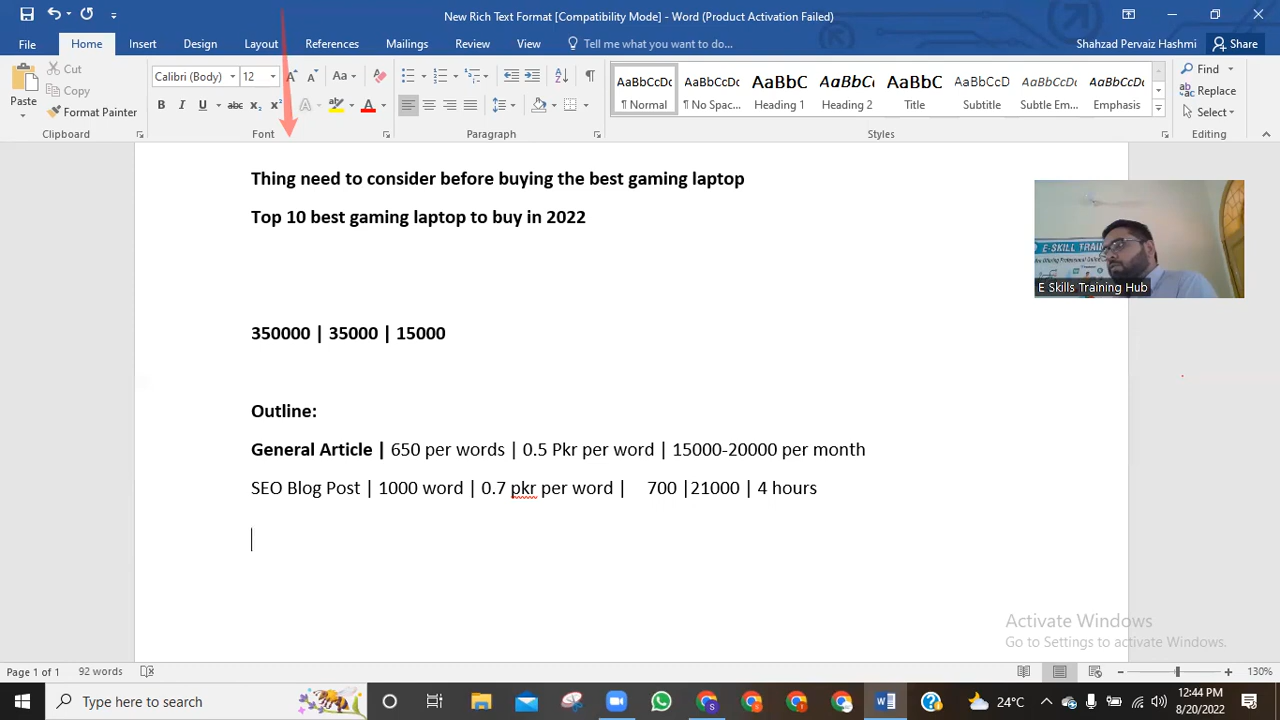 New Rich Text Format [Compatibility Mode] - Word (Product Activation Failed)
File Home Insert Design Layout References Mailings Review View Tell me what you want to do... Shahzad Pervaiz Hashmi Share
Paste Cut Copy Format Painter
Clipboard
Calibri (Body) 12 Aa
B I U abc X₂ X² A A
Font
Paragraph
AaBbCcDc AaBbCcDc AaBbC AaBbCc AaBbC AaBbCcD AaBbCcDc AaBbCcDc
¶ Normal ¶ No Spac... Heading 1 Heading 2 Title Subtitle Subtle Em... Emphasis
Styles
Find
Replace
Select
Editing
Thing need to consider before buying the best gaming laptop
Top 10 best gaming laptop to buy in 2022
350000 | 35000 | 15000
Outline:
General Article | 650 per words | 0.5 Pkr per word | 15000-20000 per month
SEO Blog Post | 1000 word | 0.7 pkr per word | 700 |21000 | 4 hours
E-SKILL TRAIN
E Skills Training Hub
Activate Windows
Go to Settings to activate Windows.
Page 1 of 1 92 words 130%
Type here to search
24°C
12:44 PM
8/20/2022